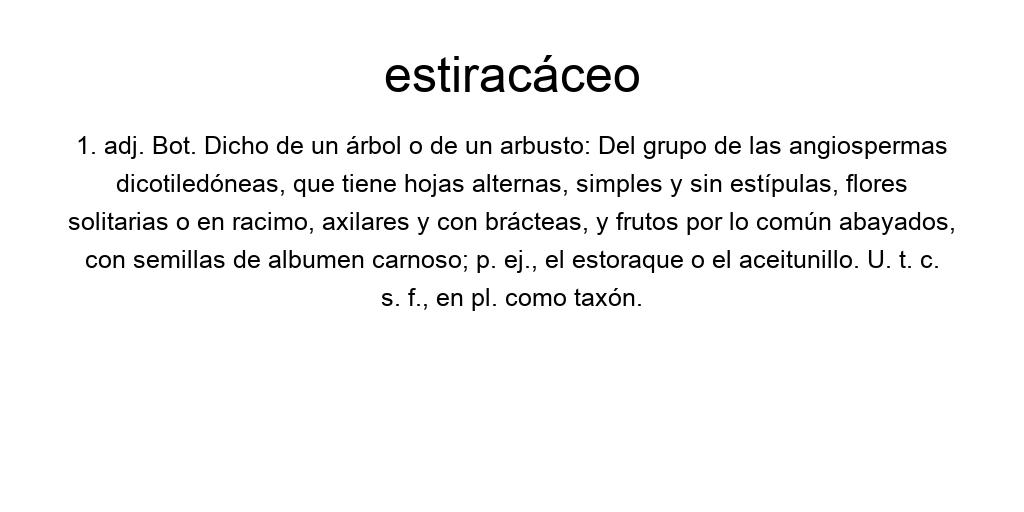 estiracáceo
1. adj. Bot. Dicho de un árbol o de un arbusto: Del grupo de las angiospermas
dicotiledóneas, que tiene hojas alternas, simples y sin estípulas, flores
solitarias o en racimo, axilares y con brácteas, y frutos por lo común abayados,
con semillas de albumen carnoso; p. ej., el estoraque o el aceitunillo. U. t. c.
s. f., en pl. como taxón.